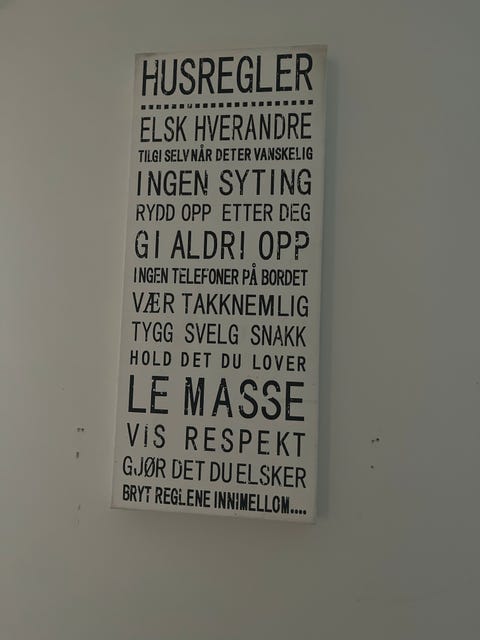 HUSREGLER
ELSK HVERANDRE
TILGI SELV NÅR DET ER VANSKELIG
INGEN SYTING
RYDD OPP ETTER DEG
GI ALDRI OPP
INGEN TELEFONER PÅ BORDET
VÆR TAKKNEMLIG
TYGG SVELG SNAKK
HOLD DET DU LOVER
LE MASSE
VIS RESPEKT
GJØR DET DU ELSKER
BRYT REGLENE INNIMELLOM....